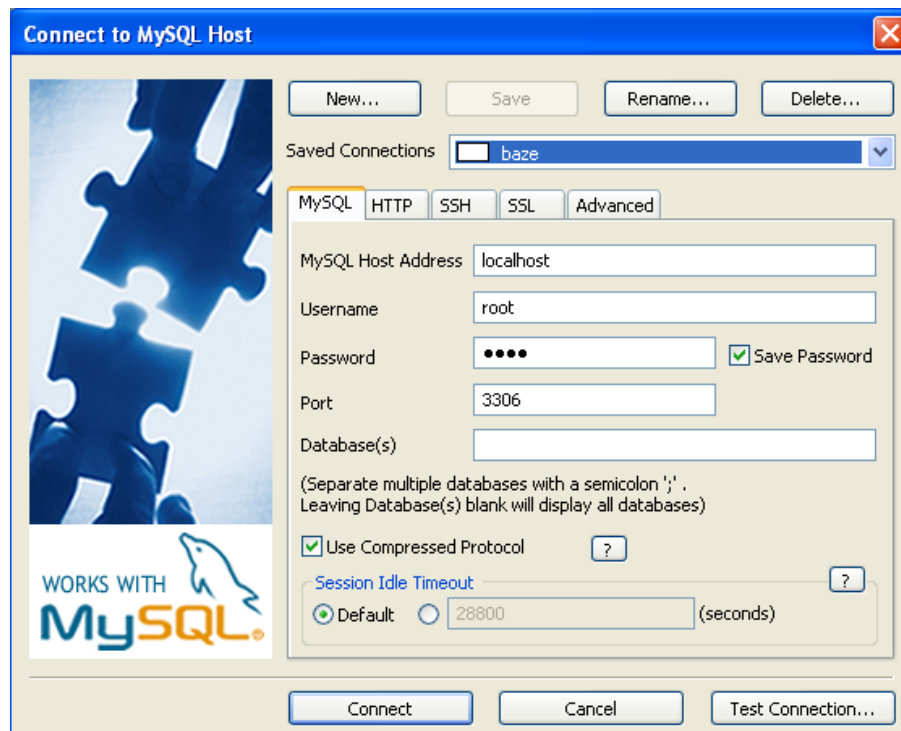 Connect to MySQL Host
New... Save Rename... Delete...
Saved Connections baze
MySQL HTTP SSH SSL Advanced
MySQL Host Address localhost
Username root
Password ●●●● Save Password
Port 3306
Database(s)
(Separate multiple databases with a semicolon ';' .
Leaving Database(s) blank will display all databases)
Use Compressed Protocol ?
Session Idle Timeout ?
Default 28800 (seconds)
WORKS WITH
MySQL®
Connect Cancel Test Connection...